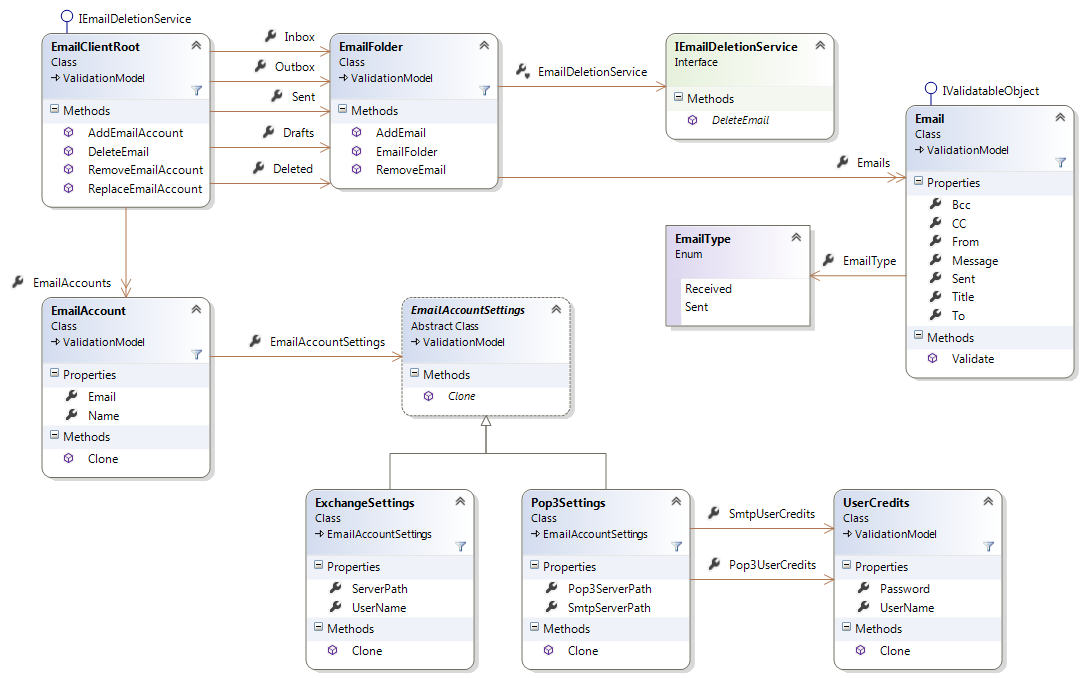 IEmailDeletionService
EmailClientRoot
Class
ValidationModel
Methods
AddEmailAccount
DeleteEmail
RemoveEmailAccount
ReplaceEmailAccount
Inbox
Outbox
Sent
Drafts
Deleted
EmailFolder
Class
ValidationModel
Methods
AddEmail
EmailFolder
RemoveEmail
EmailDeletionService
IEmailDeletionService
Interface
Methods
DeleteEmail
IValidatableObject
Emails
Email
Class
ValidationModel
Properties
Bcc
CC
From
Message
Sent
Title
To
Methods
Validate
EmailType
EmailType
Enum
Received
Sent
EmailAccounts
EmailAccount
Class
ValidationModel
Properties
Email
Name
Methods
Clone
EmailAccountSettings
EmailAccountSettings
Abstract Class
ValidationModel
Methods
Clone
ExchangeSettings
Class
EmailAccountSettings
Properties
ServerPath
UserName
Methods
Clone
Pop3Settings
Class
EmailAccountSettings
Properties
Pop3ServerPath
SmtpServerPath
Methods
Clone
SmtpUserCredits
Pop3UserCredits
UserCredits
Class
ValidationModel
Properties
Password
UserName
Methods
Clone